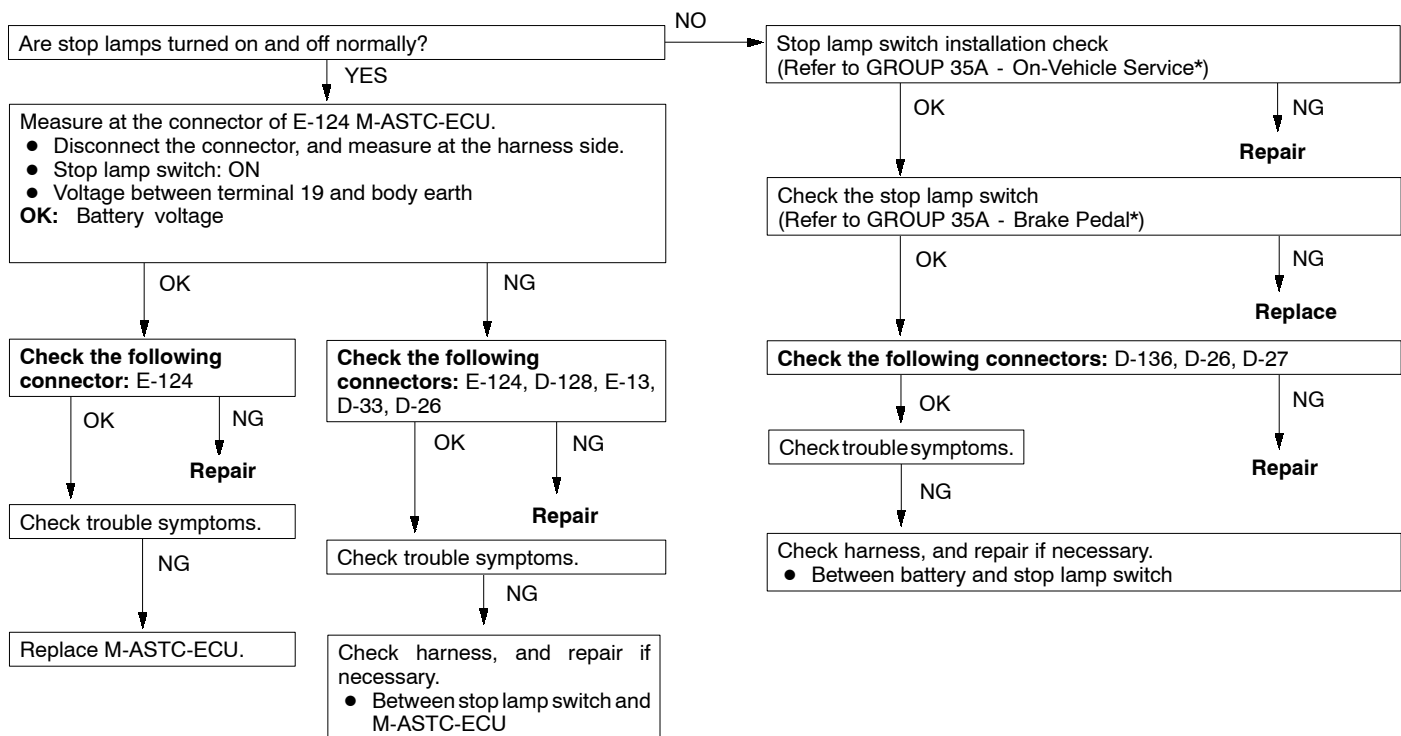 Are stop lamps turned on and off normally?
NO
YES
Measure at the connector of E-124 M-ASTC-ECU.
● Disconnect the connector, and measure at the harness side.
● Stop lamp switch: ON
● Voltage between terminal 19 and body earth
OK: Battery voltage
OK
NG
Check the following
connector: E-124
OK
NG
Repair
Check trouble symptoms.
NG
Replace M-ASTC-ECU.
Check the following
connectors: E-124, D-128, E-13,
D-33, D-26
OK
NG
Repair
Check trouble symptoms.
NG
Check harness, and repair if
necessary.
● Between stop lamp switch and
M-ASTC-ECU
Stop lamp switch installation check
(Refer to GROUP 35A - On-Vehicle Service*)
OK
NG
Repair
Check the stop lamp switch
(Refer to GROUP 35A - Brake Pedal*)
OK
NG
Replace
Check the following connectors: D-136, D-26, D-27
OK
NG
Repair
Check trouble symptoms.
NG
Check harness, and repair if necessary.
● Between battery and stop lamp switch